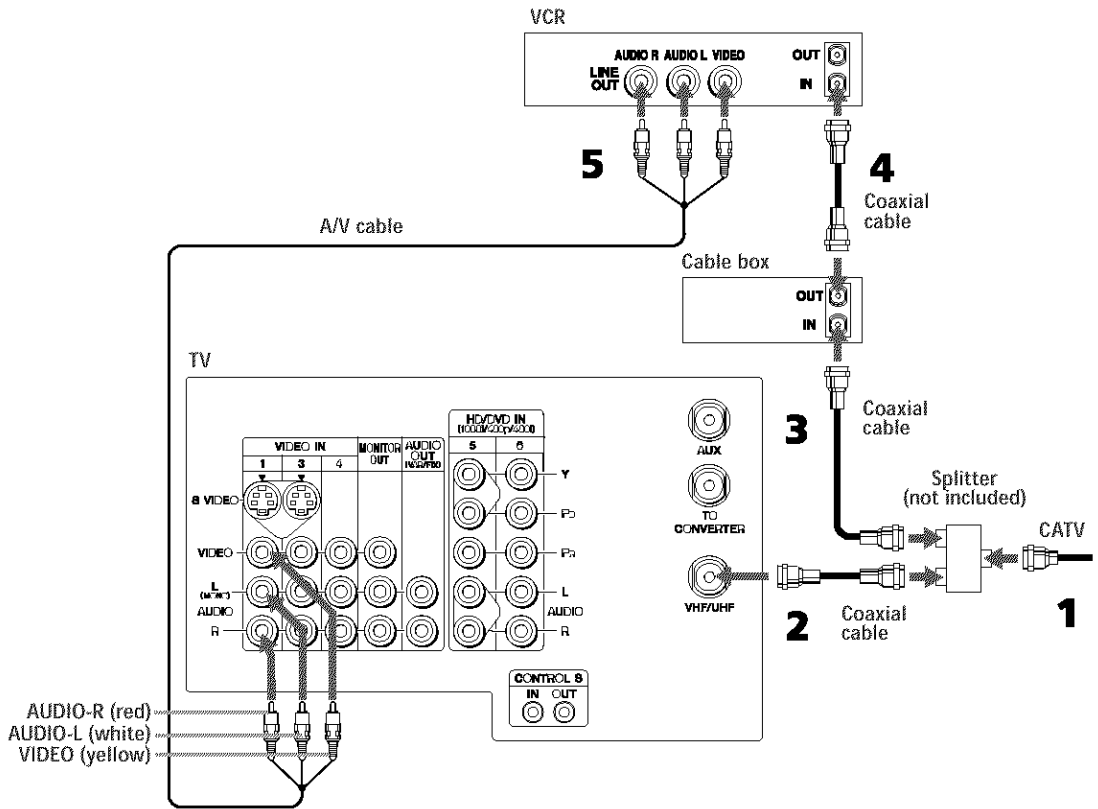 VCR
AUDIO R AUDIO L VIDEO
LINE
OUT
OUT
IN
5
4
Coaxial
cable
A/V cable
Cable box
OUT
IN
TV
3
Coaxial
cable
HD/DVD IN
5 6
VIDEO IN
1 3 4
MONITOR
OUT
AUDIO
OUT
S VIDEO
VIDEO
L
(MONO)
AUDIO
R
Y
PB
PR
L
AUDIO
R
AUX
TO
CONVERTER
VHF/UHF
Splitter
(not included)
CATV
2
Coaxial
cable
1
CONTROL S
IN OUT
AUDIO-R (red)
AUDIO-L (white)
VIDEO (yellow)